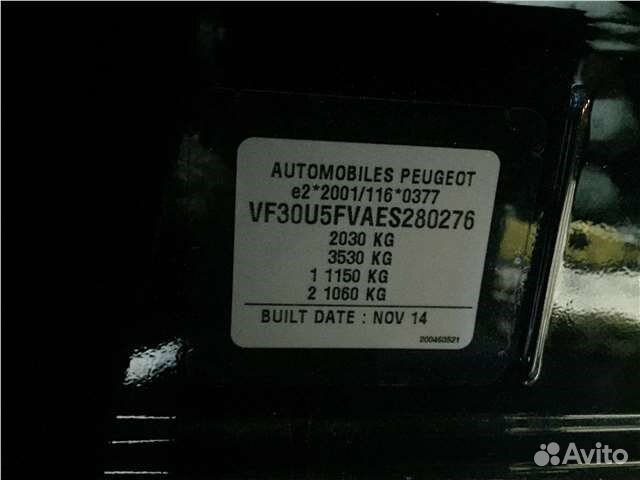 AUTOMOBILES PEUGEOT
e2*2001/116*0377
VF30U5FVAES280276
2030 KG
3530 KG
1 1150 KG
2 1060 KG
BUILT DATE : NOV 14
200463521
Avito